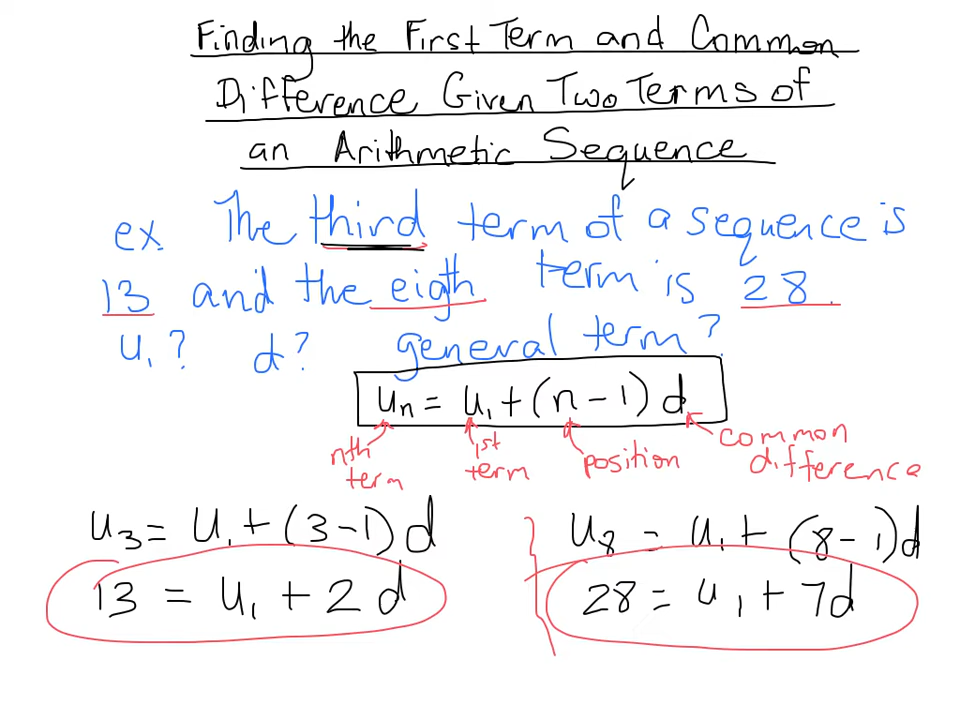 Finding the First Term and Common
Difference Given Two Terms of
an Arithmetic Sequence
ex. The third term of a sequence is
13 and the eigth term is 28.
u₁? d? general term?
uₙ = u₁ + (n - 1) d
nth term
1st term
position
common difference
u₃ = u₁ + (3 - 1) d
13 = u₁ + 2d
u₈ = u₁ + (8 - 1)d
28 = u₁ + 7d